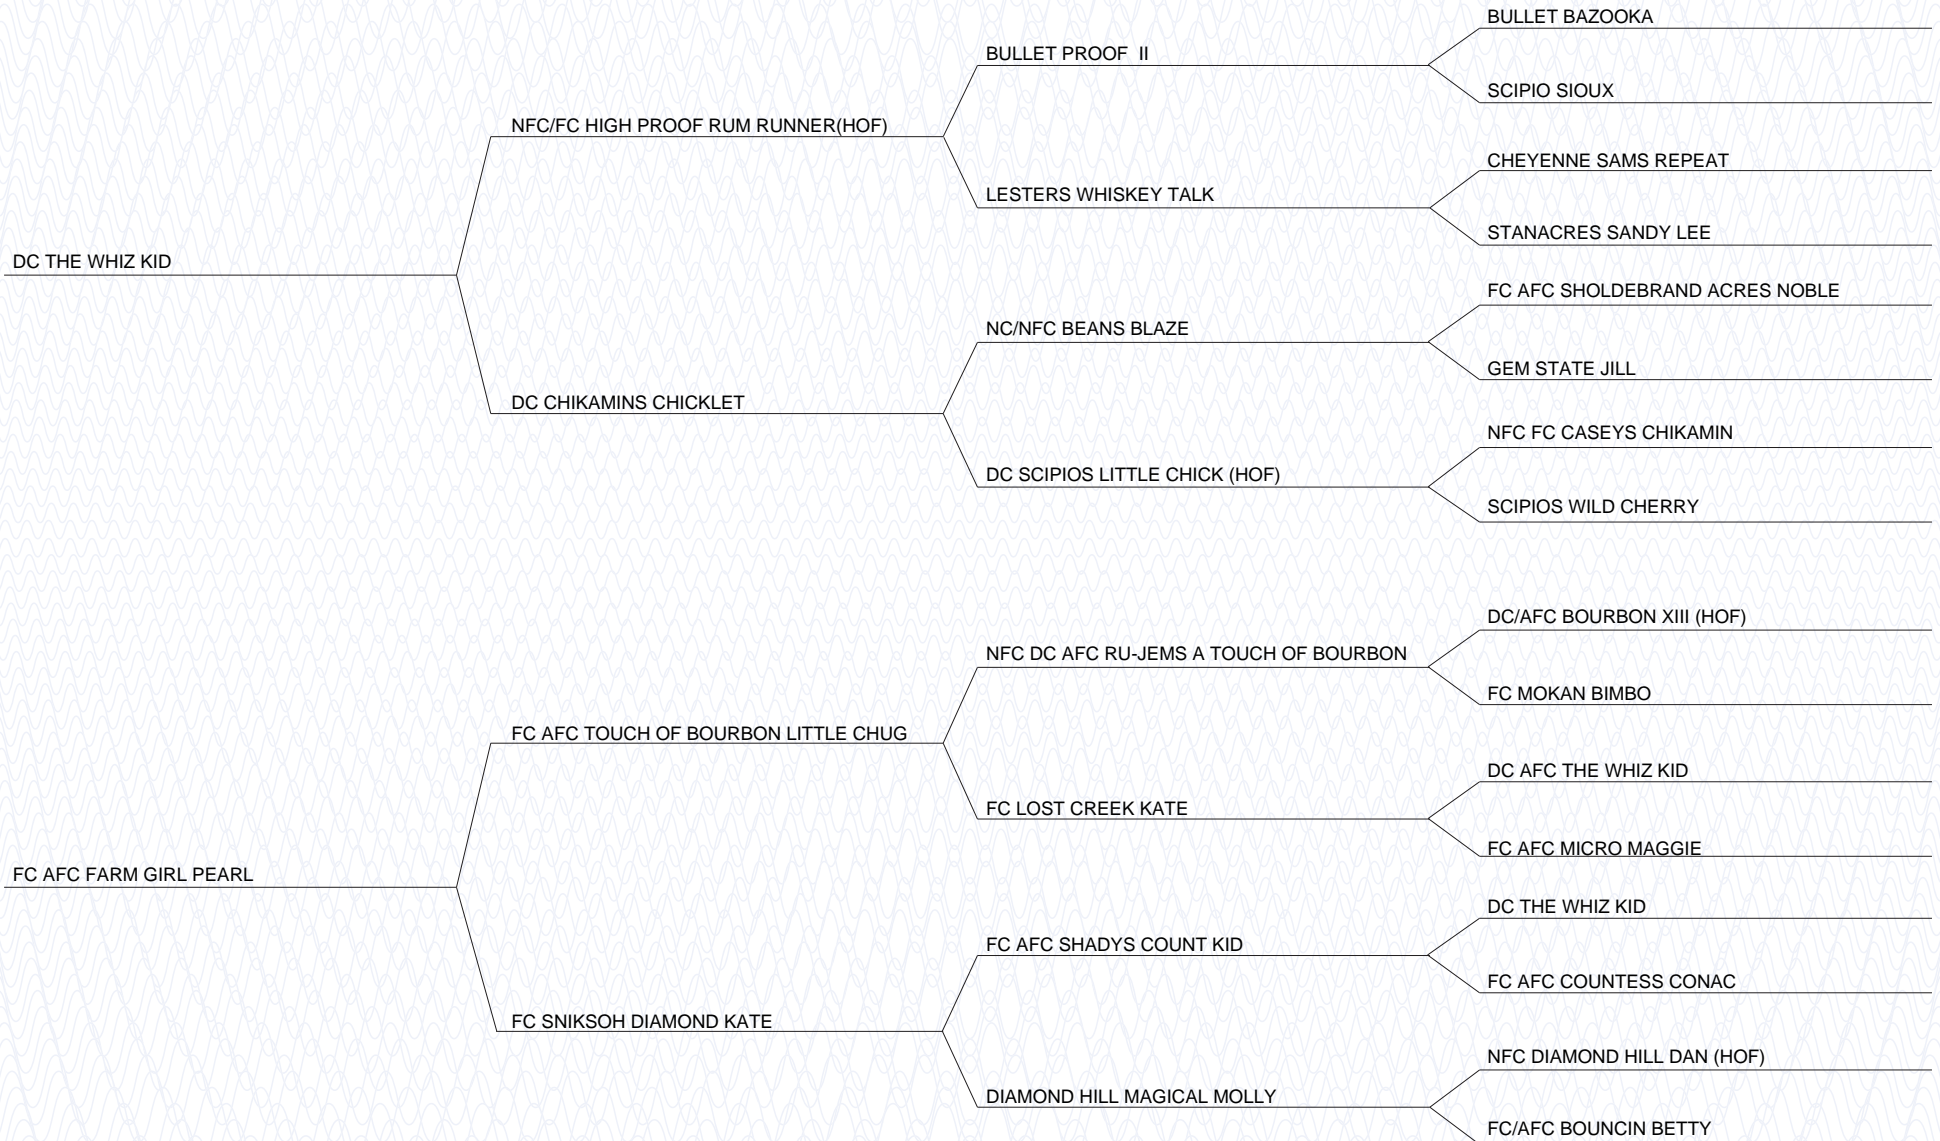 BULLET BAZOOKA
BULLET PROOF  II
SCIPIO SIOUX
NFC/FC HIGH PROOF RUM RUNNER(HOF)
CHEYENNE SAMS REPEAT
LESTERS WHISKEY TALK
STANACRES SANDY LEE
DC THE WHIZ KID
FC AFC SHOLDEBRAND ACRES NOBLE
NC/NFC BEANS BLAZE
GEM STATE JILL
DC CHIKAMINS CHICKLET
NFC FC CASEYS CHIKAMIN
DC SCIPIOS LITTLE CHICK (HOF)
SCIPIOS WILD CHERRY
DC/AFC BOURBON XIII (HOF)
NFC DC AFC RU-JEMS A TOUCH OF BOURBON
FC MOKAN BIMBO
FC AFC TOUCH OF BOURBON LITTLE CHUG
DC AFC THE WHIZ KID
FC LOST CREEK KATE
FC AFC MICRO MAGGIE
FC AFC FARM GIRL PEARL
DC THE WHIZ KID
FC AFC SHADYS COUNT KID
FC AFC COUNTESS CONAC
FC SNIKSOH DIAMOND KATE
NFC DIAMOND HILL DAN (HOF)
DIAMOND HILL MAGICAL MOLLY
FC/AFC BOUNCIN BETTY